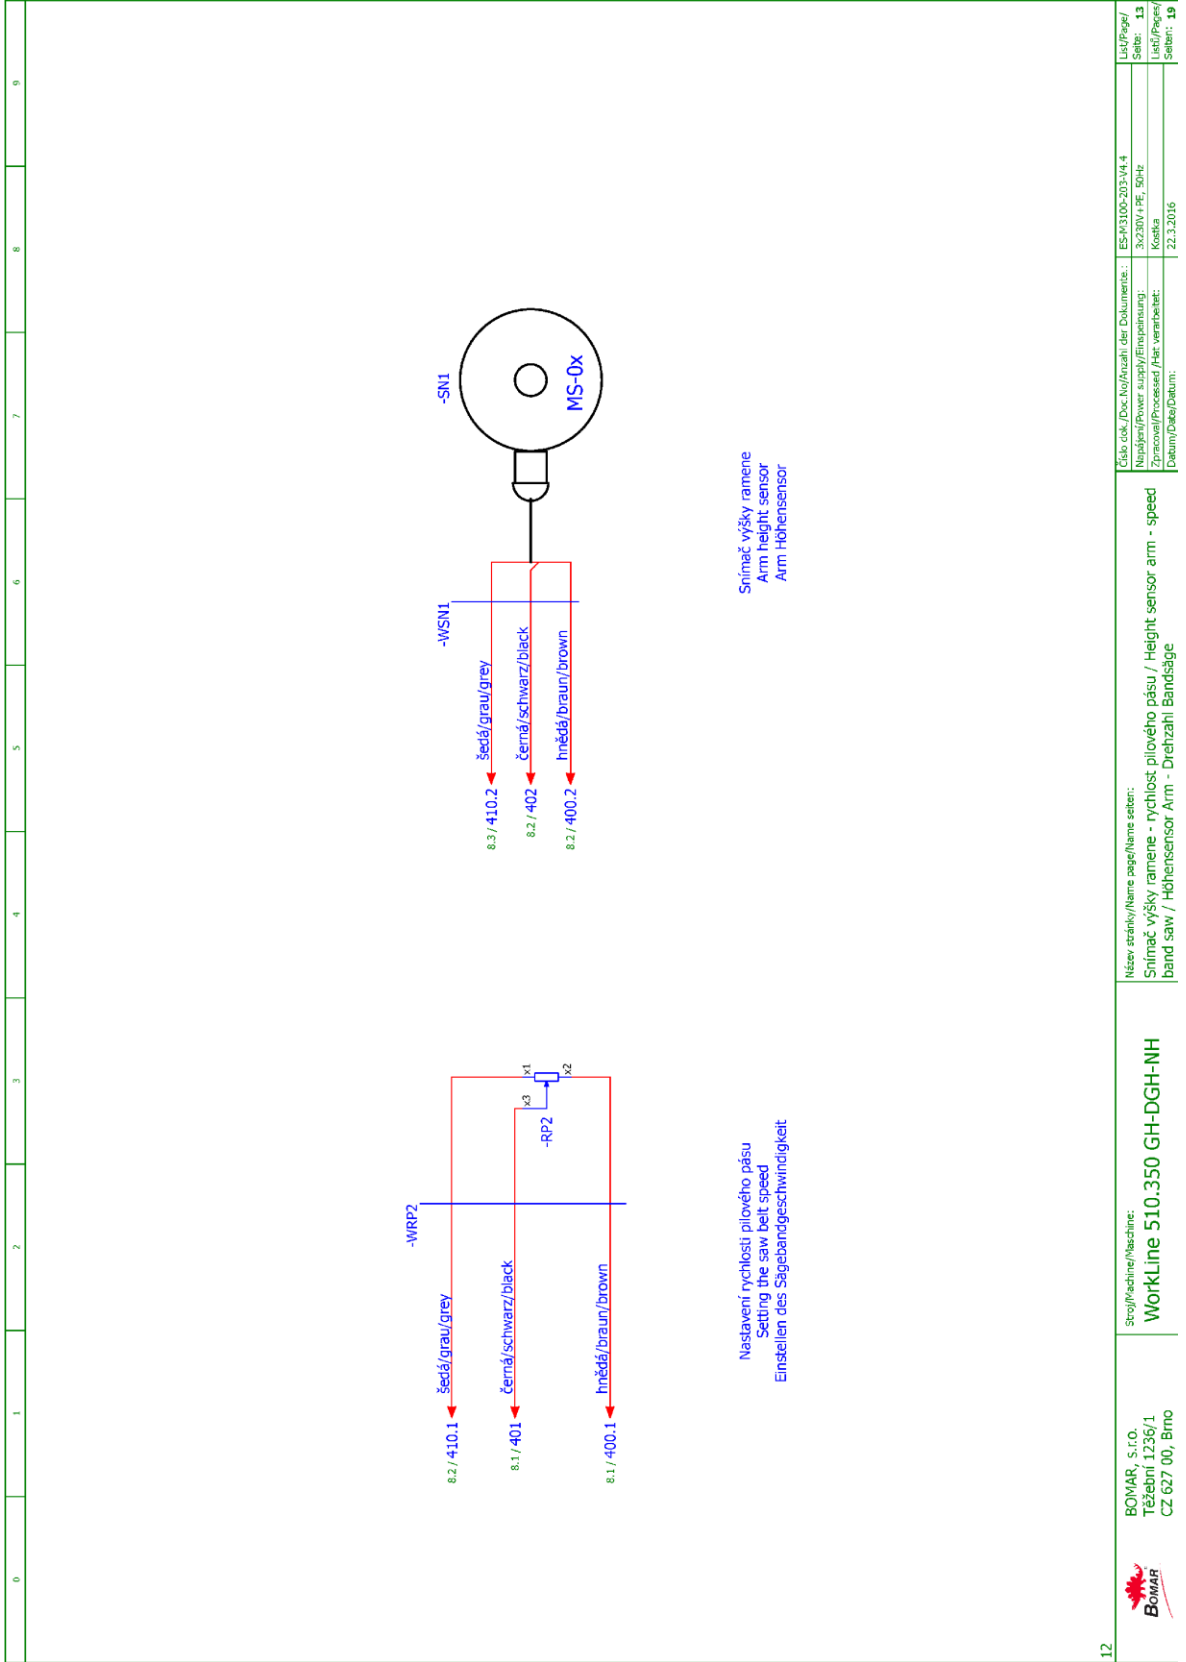 0
1
2
3
4
5
6
7
8
9
-WRP2
šedá/grau/grey
8.2 / 410.1
černá/schwarz/black
8.1 / 401
hnědá/braun/brown
8.1 / 400.1
x1
x3
x2
-RP2
Nastavení rychlosti pilového pásu
Setting the saw belt speed
Einstellen des Sägebandgeschwindigkeit
-SN1
MS-0x
-WSN1
šedá/grau/grey
8.3 / 410.2
černá/schwarz/black
8.2 / 402
hnědá/braun/brown
8.2 / 400.2
Snímač výšky ramene
Arm height sensor
Arm Höhensensor
12
BOMAR
BOMAR, s.r.o.
Těžební 1236/1
CZ 627 00, Brno
Stroj/Machine/Maschine:
WorkLine 510.350 GH-DGH-NH
Název stránky/Name page/Name seiten:
Snímač výšky ramene - rychlost pilového pásu / Height sensor arm - speed
band saw / Höhensensor Arm - Drehzahl Bandsäge
Číslo dok./Doc.No/Anzahl der Dokumente.: ES-M3100-203-V4.4
Napájení/Power supply/Einspeisung: 3x230V+PE, 50Hz
Zpracoval/Processed /Hat verarbeitet: Kostka
Datum/Date/Datum: 22.3.2016
List/Page/
Seite: 13
Listů/Pages/
Seiten: 19